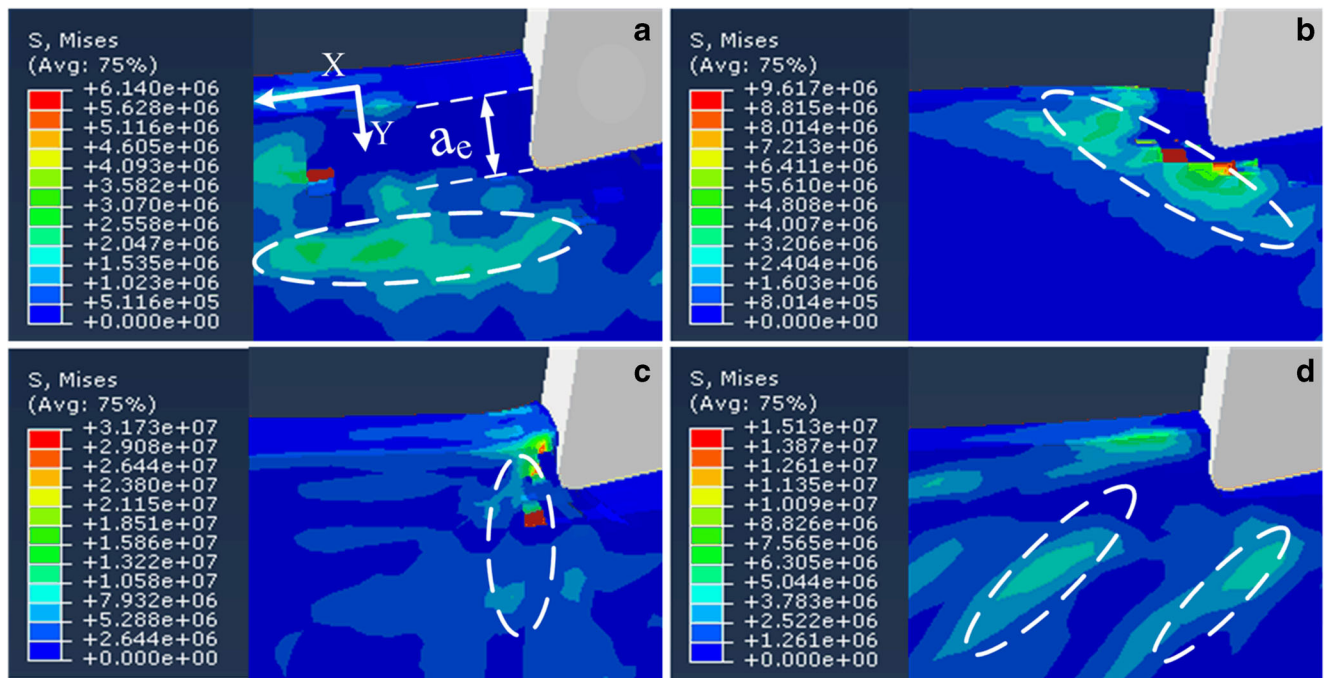 a
S, Mises
(Avg: 75%)
+6.140e+06
+5.628e+06
+5.116e+06
+4.605e+06
+4.093e+06
+3.582e+06
+3.070e+06
+2.558e+06
+2.047e+06
+1.535e+06
+1.023e+06
+5.116e+05
+0.000e+00
X
Y
ae
b
S, Mises
(Avg: 75%)
+9.617e+06
+8.815e+06
+8.014e+06
+7.213e+06
+6.411e+06
+5.610e+06
+4.808e+06
+4.007e+06
+3.206e+06
+2.404e+06
+1.603e+06
+8.014e+05
+0.000e+00
c
S, Mises
(Avg: 75%)
+3.173e+07
+2.908e+07
+2.644e+07
+2.380e+07
+2.115e+07
+1.851e+07
+1.586e+07
+1.322e+07
+1.058e+07
+7.932e+06
+5.288e+06
+2.644e+06
+0.000e+00
d
S, Mises
(Avg: 75%)
+1.513e+07
+1.387e+07
+1.261e+07
+1.135e+07
+1.009e+07
+8.826e+06
+7.565e+06
+6.305e+06
+5.044e+06
+3.783e+06
+2.522e+06
+1.261e+06
+0.000e+00